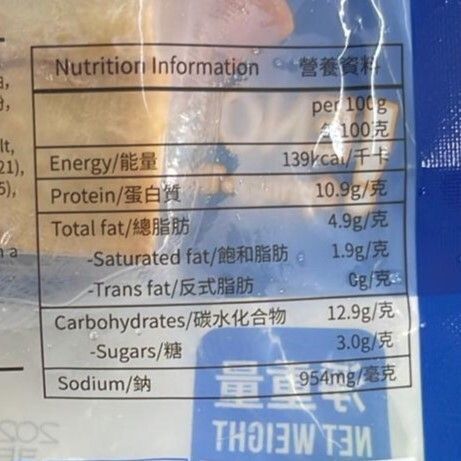 Nutrition Information 營養資料
per 100g
每100克
Energy/能量 139kcal/千卡
Protein/蛋白質 10.9g/克
Total fat/總脂肪 4.9g/克
-Saturated fat/飽和脂肪 1.9g/克
-Trans fat/反式脂肪 0g/克
Carbohydrates/碳水化合物 12.9g/克
-Sugars/糖 3.0g/克
Sodium/鈉 954mg/毫克
淨重量
NET WEIGHT